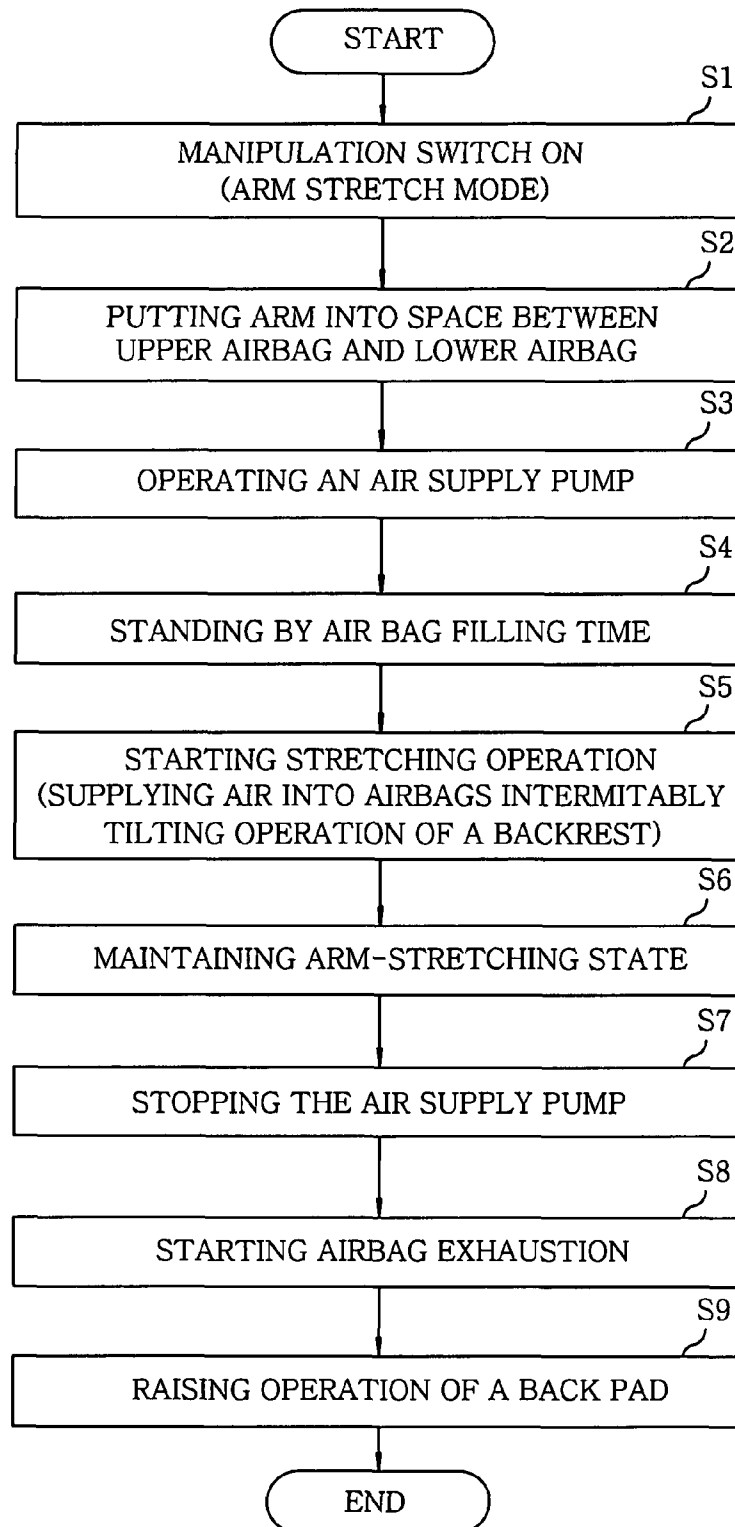 START
S1
MANIPULATION SWITCH ON
(ARM STRETCH MODE)
S2
PUTTING ARM INTO SPACE BETWEEN
UPPER AIRBAG AND LOWER AIRBAG
S3
OPERATING AN AIR SUPPLY PUMP
S4
STANDING BY AIR BAG FILLING TIME
S5
STARTING STRETCHING OPERATION
(SUPPLYING AIR INTO AIRBAGS INTERMITABLY
TILTING OPERATION OF A BACKREST)
S6
MAINTAINING ARM-STRETCHING STATE
S7
STOPPING THE AIR SUPPLY PUMP
S8
STARTING AIRBAG EXHAUSTION
S9
RAISING OPERATION OF A BACK PAD
END